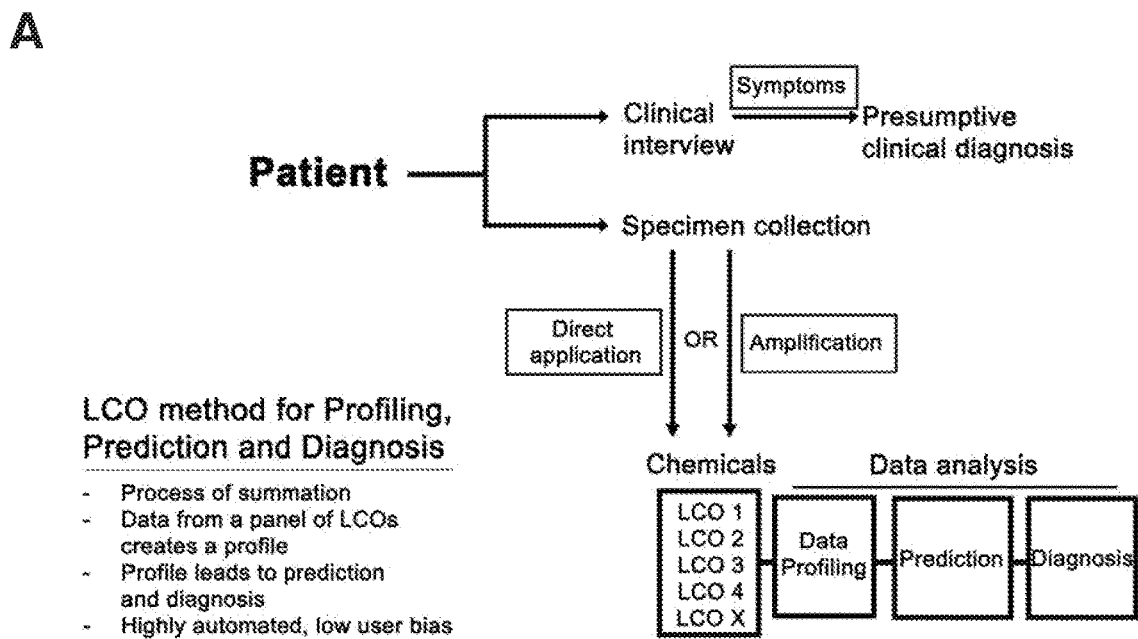 A
Symptoms
Clinical
interview
Presumptive
clinical diagnosis
Patient
Specimen collection
Direct
application
OR
Amplification
LCO method for Profiling,
Prediction and Diagnosis
- Process of summation
- Data from a panel of LCOs
creates a profile
- Profile leads to prediction
and diagnosis
- Highly automated, low user bias
Chemicals
Data analysis
LCO 1
LCO 2
LCO 3
LCO 4
LCO X
Data
Profiling
Prediction
Diagnosis